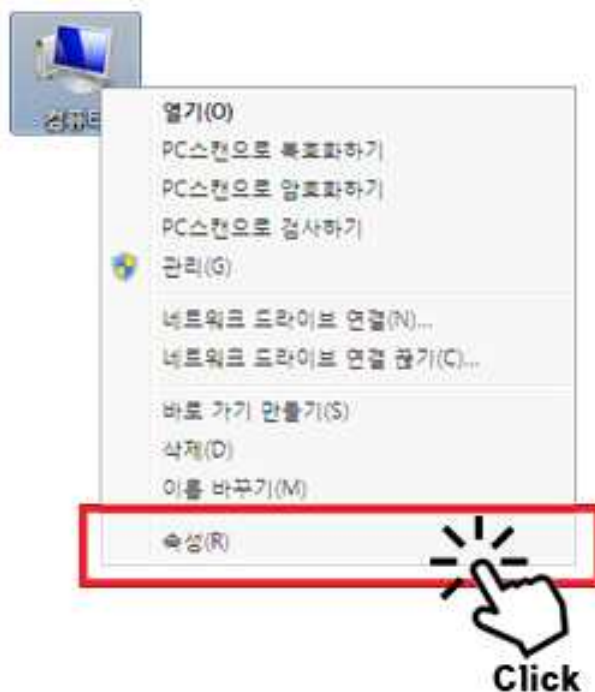 컴퓨터
열기(O)
PC스캔으로 복호화하기
PC스캔으로 암호화하기
PC스캔으로 검사하기
관리(G)
네트워크 드라이브 연결(N)...
네트워크 드라이브 연결 끊기(C)...
바로 가기 만들기(S)
삭제(D)
이름 바꾸기(M)
속성(R)
Click